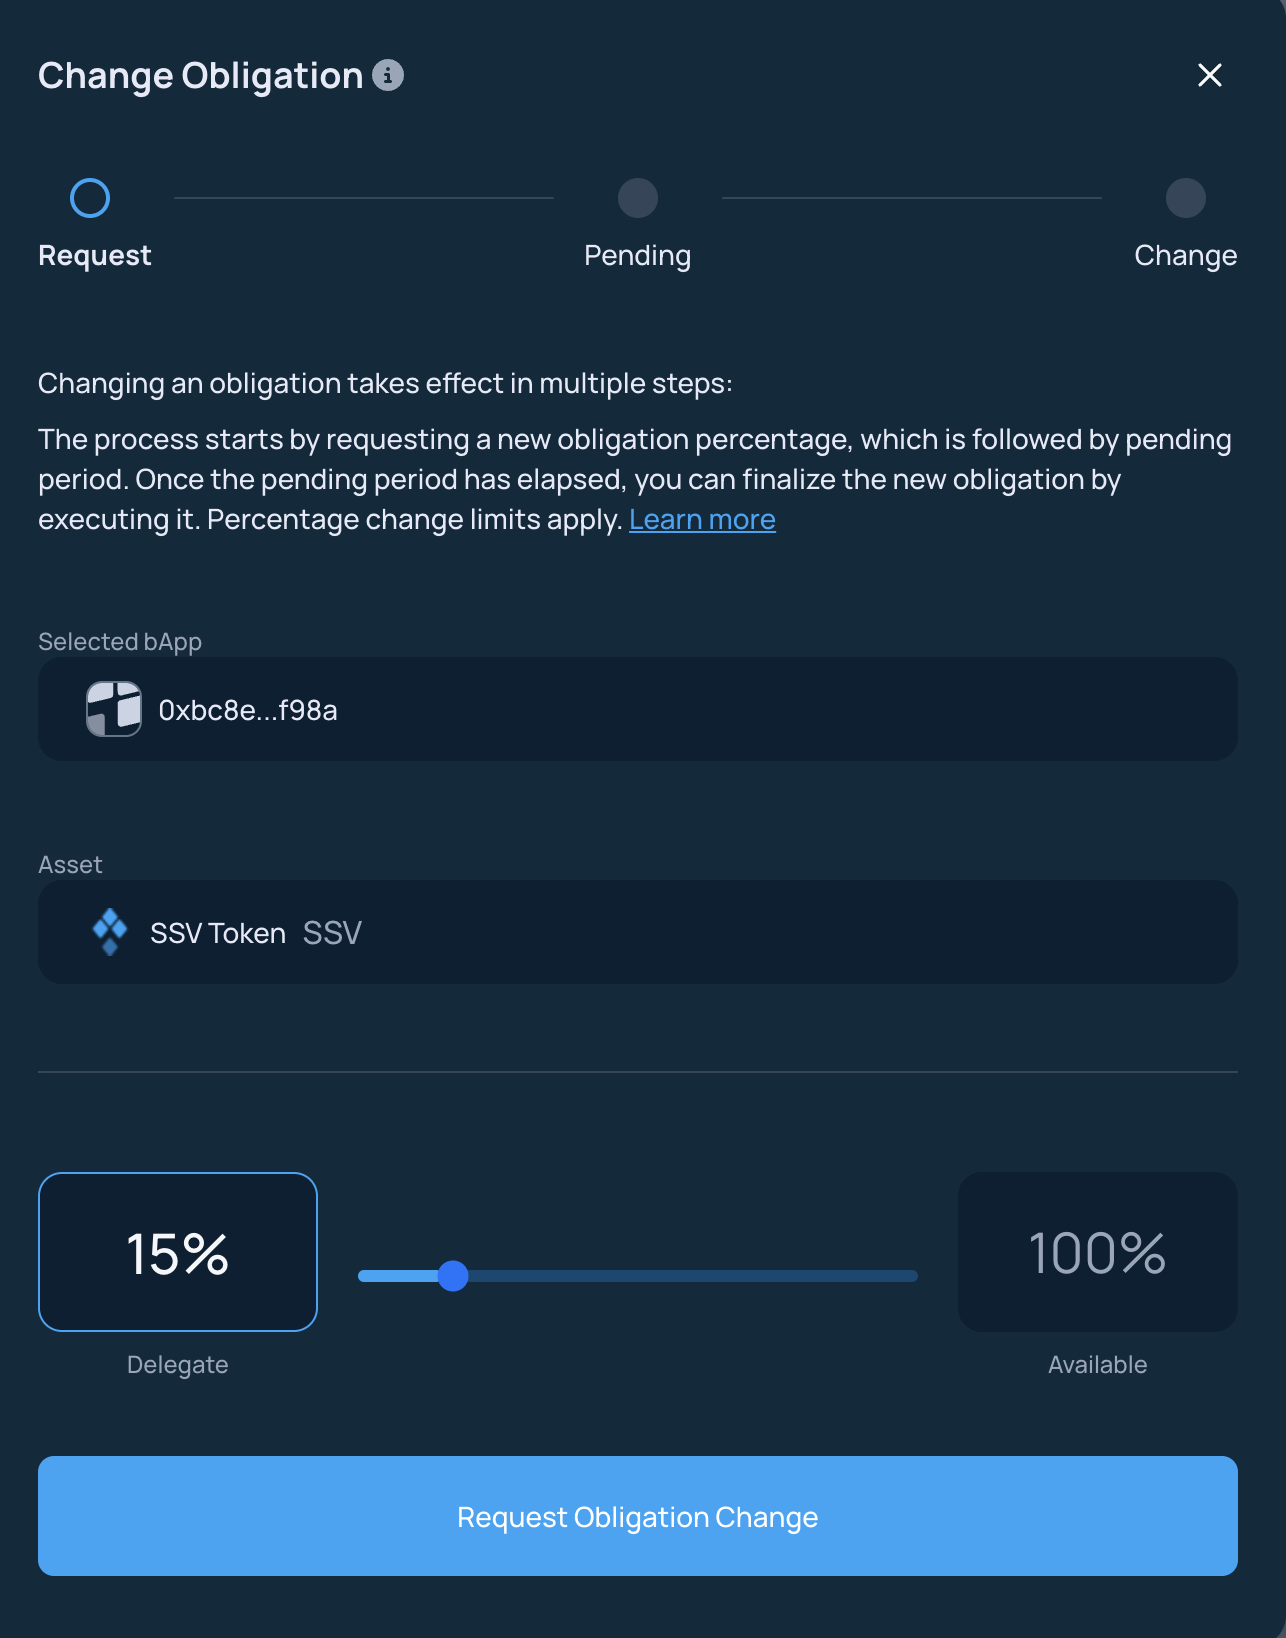 Change Obligation
Request
Pending
Change
Changing an obligation takes effect in multiple steps:
The process starts by requesting a new obligation percentage, which is followed by pending
period. Once the pending period has elapsed, you can finalize the new obligation by
executing it. Percentage change limits apply. Learn more
Selected bApp
0xbc8e...f98a
Asset
SSV Token SSV
15%
100%
Delegate
Available
Request Obligation Change